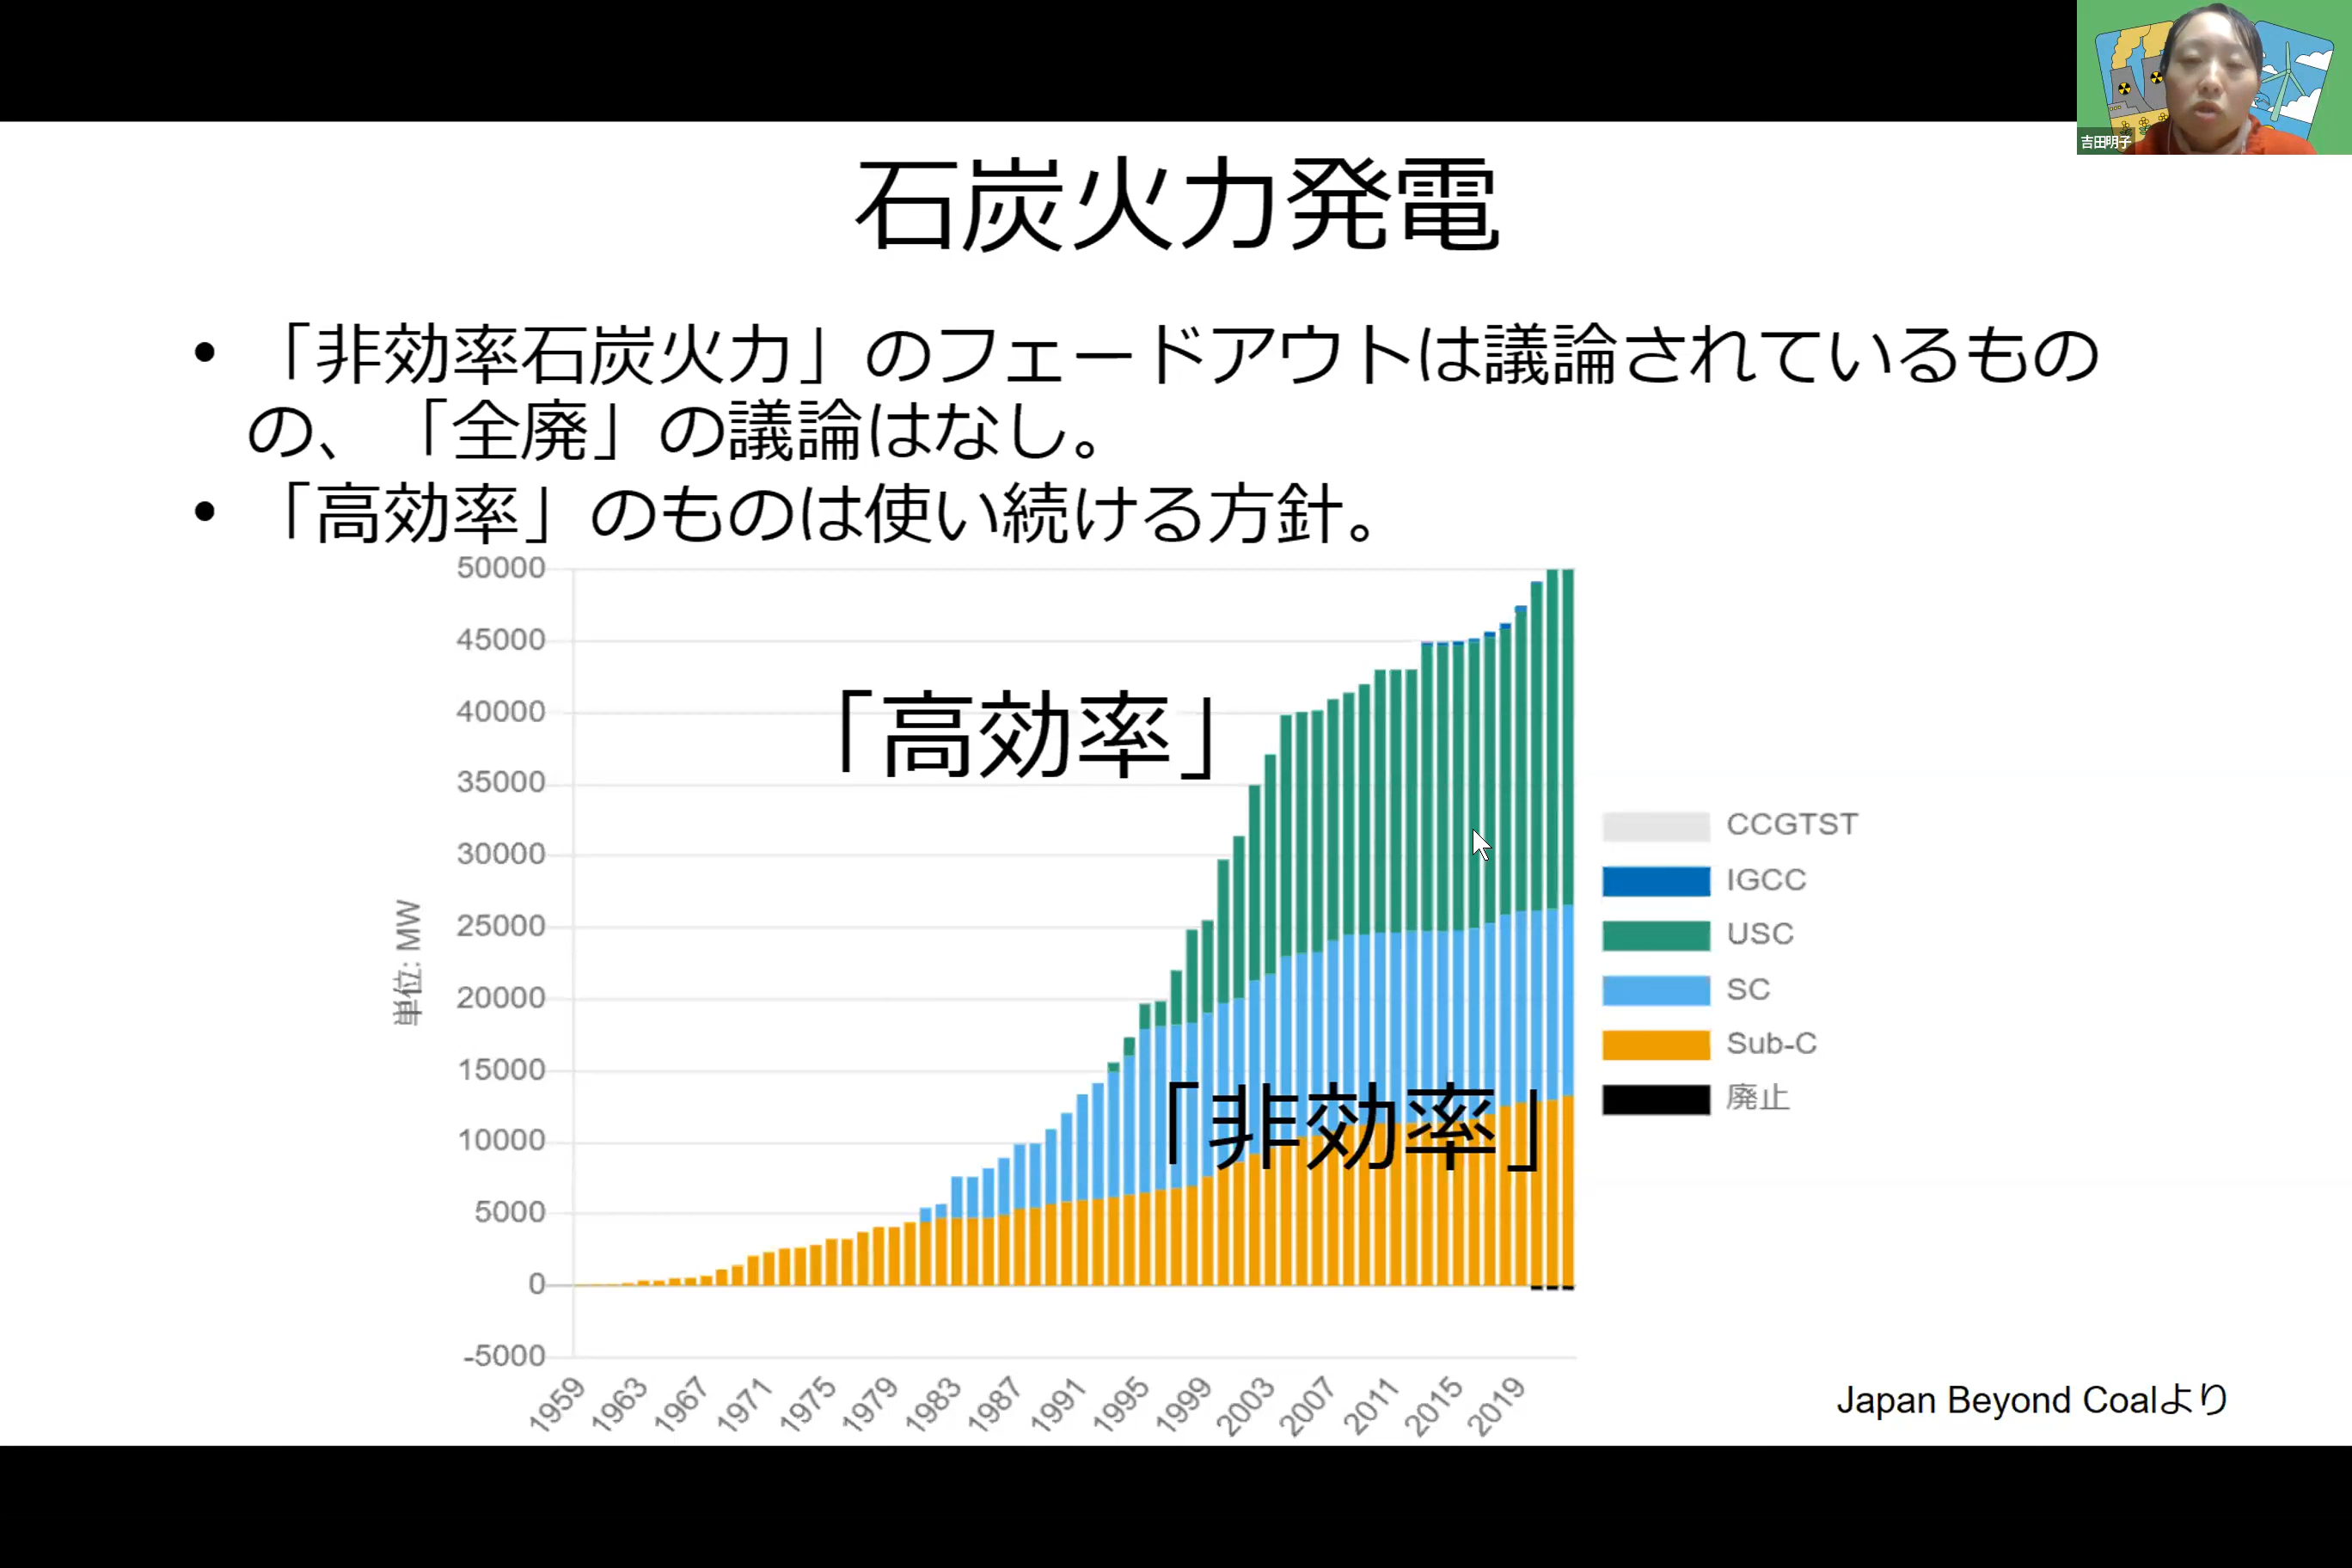 吉田明子
石炭火力発電
• 「非効率石炭火力」のフェードアウトは議論されているもの
の、「全廃」の議論はなし。
• 「高効率」のものは使い続ける方針。
50000
45000
40000
35000
30000
25000
20000
15000
10000
5000
0
-5000
単位: MW
「高効率」
「非効率」
CCGTST
IGCC
USC
SC
Sub-C
廃止
1959
1963
1967
1971
1975
1979
1983
1987
1991
1995
1999
2003
2007
2011
2015
2019
Japan Beyond Coalより